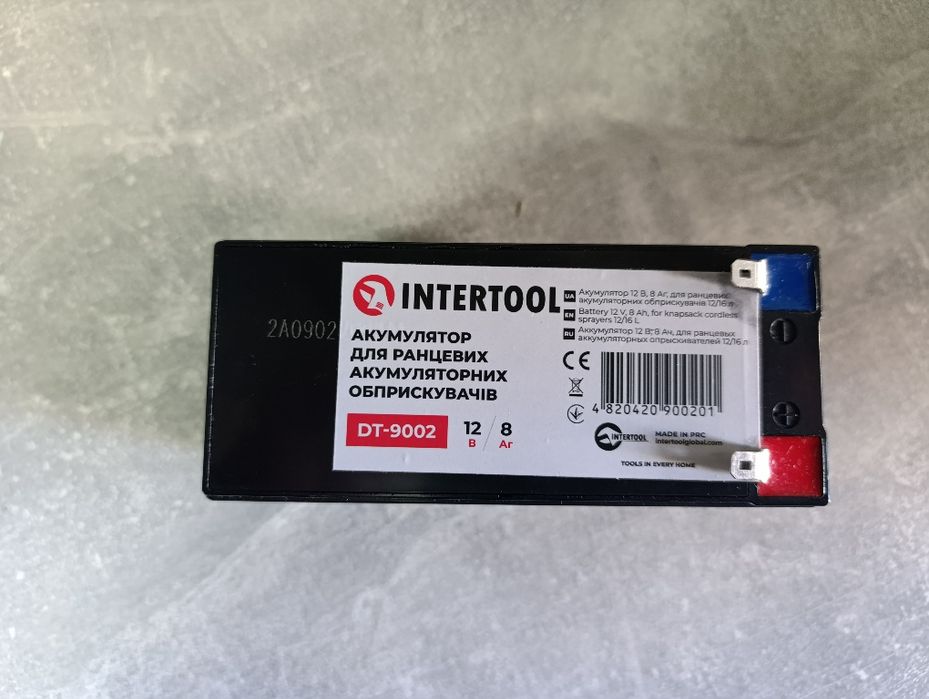 2A0902
INTERTOOL
АКУМУЛЯТОР
ДЛЯ РАНЦЕВИХ
АКУМУЛЯТОРНИХ
ОБПРИСКУВАЧІВ
DT-9002
12 / 8
В Аг
UA Акумулятор 12 В, 8 Аг, для ранцевих
акумуляторних обприскувачів 12/16 л
EN Battery 12 V, 8 Ah, for knapsack cordless
sprayers 12/16 L
RU Аккумулятор 12 В, 8 Ач, для ранцевых
аккумуляторных опрыскивателей 12/16 л
CE
4 820420 900201
INTERTOOL
MADE IN PRC
intertoolglobal.com
TOOLS IN EVERY HOME